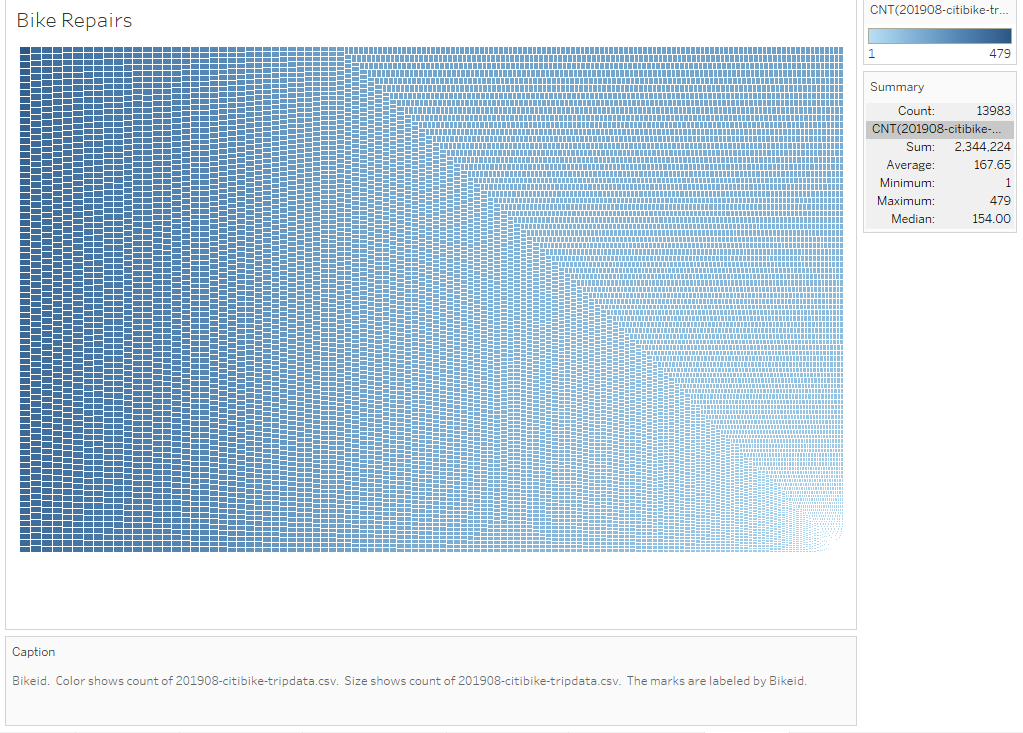 Bike Repairs
CNT(201908-citibike-tr...
1 479
Summary
Count: 13983
CNT(201908-citibike-...
Sum: 2,344,224
Average: 167.65
Minimum: 1
Maximum: 479
Median: 154.00
Caption
Bikeid. Color shows count of 201908-citibike-tripdata.csv. Size shows count of 201908-citibike-tripdata.csv. The marks are labeled by Bikeid.